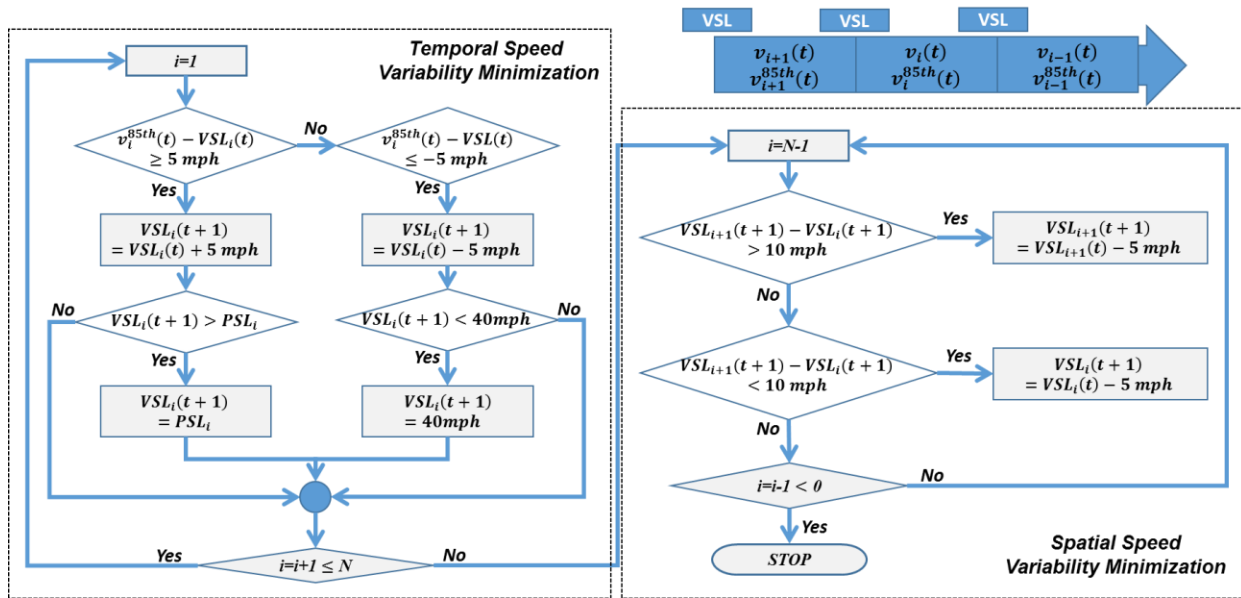 Temporal Speed
Variability Minimization
i=1
v_i^{85th}(t) − VSL_i(t)
≥ 5 mph
No
v_i^{85th}(t) − VSL(t)
≤ −5 mph
Yes
Yes
VSL_i(t + 1)
= VSL_i(t) + 5 mph
VSL_i(t + 1)
= VSL_i(t) − 5 mph
No
VSL_i(t + 1) > PSL_i
VSL_i(t + 1) < 40mph
No
Yes
Yes
VSL_i(t + 1)
= PSL_i
VSL_i(t + 1)
= 40mph
Yes
i=i+1 ≤ N
No
VSL
VSL
VSL
v_{i+1}(t)
v_{i+1}^{85th}(t)
v_i(t)
v_i^{85th}(t)
v_{i−1}(t)
v_{i−1}^{85th}(t)
i=N-1
VSL_{i+1}(t + 1) − VSL_i(t + 1)
> 10 mph
Yes
VSL_{i+1}(t + 1)
= VSL_{i+1}(t) − 5 mph
No
VSL_{i+1}(t + 1) − VSL_i(t + 1)
< 10 mph
Yes
VSL_i(t + 1)
= VSL_i(t) − 5 mph
No
i=i-1 < 0
No
Yes
STOP
Spatial Speed
Variability Minimization